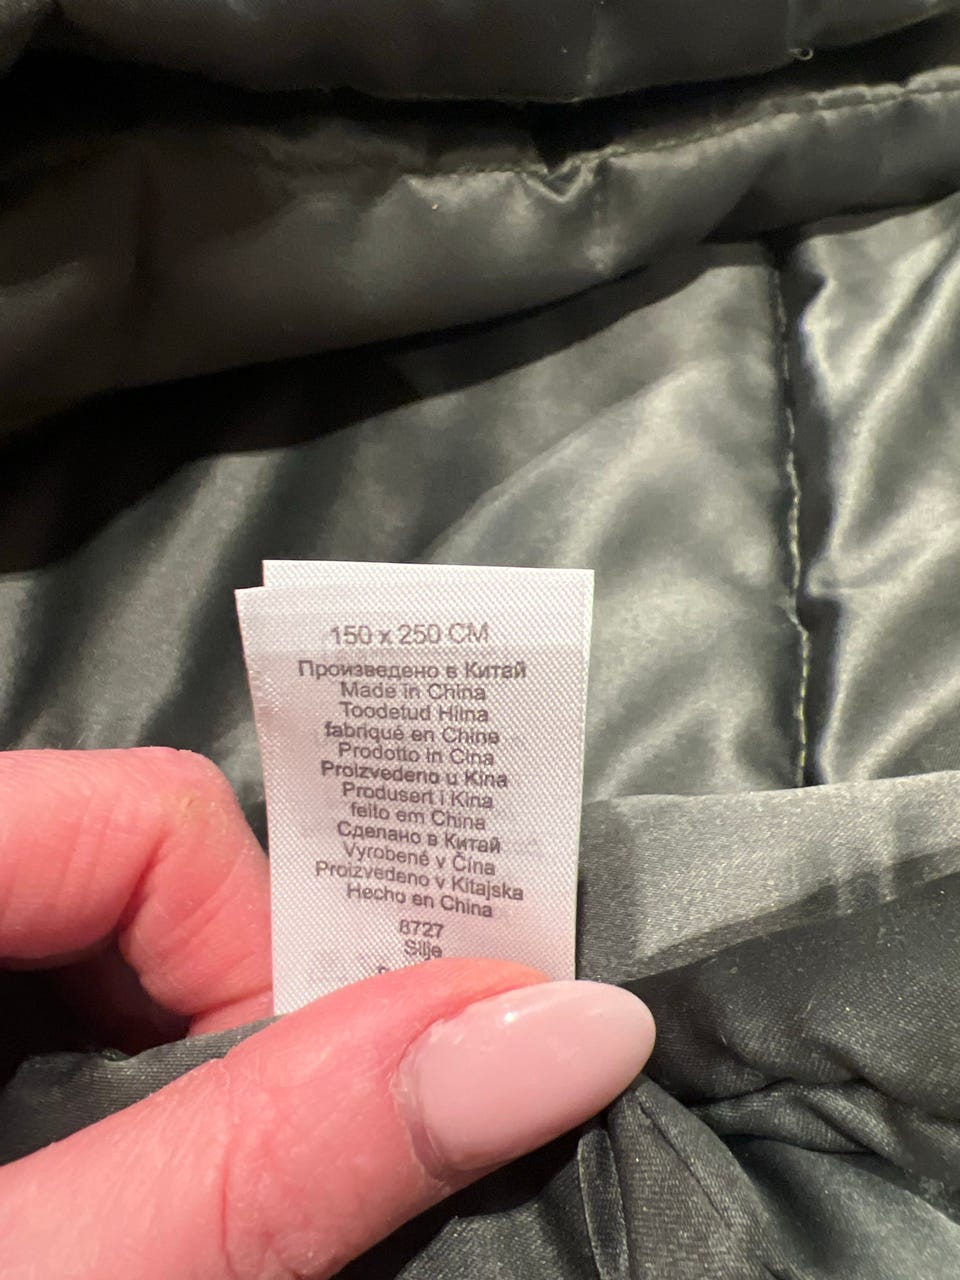 150 x 250 CM
Произведено в Китай
Made in China
Toodetud Hiina
fabriqué en Chine
Prodotto in Cina
Proizvedeno u Kina
Produsert i Kina
feito em China
Сделано в Китай
Vyrobené v Čína
Proizvedeno v Kitajska
Hecho en China
8727
Silje